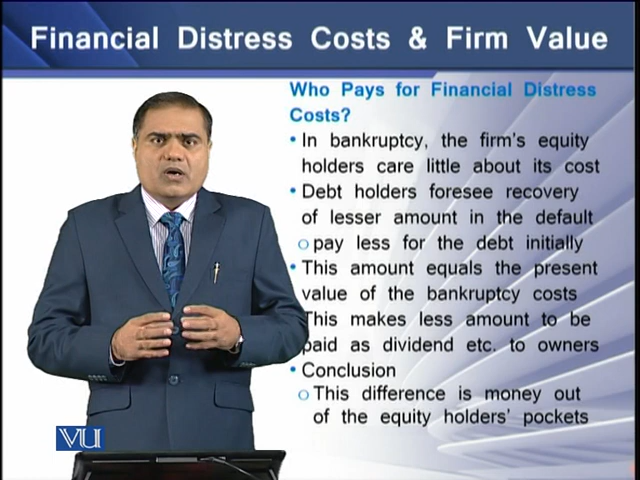 Financial Distress Costs & Firm Value
Who Pays for Financial Distress
Costs?
• In bankruptcy, the firm's equity
holders care little about its cost
• Debt holders foresee recovery
of lesser amount in the default
o pay less for the debt initially
• This amount equals the present
value of the bankruptcy costs
This makes less amount to be
paid as dividend etc. to owners
• Conclusion
o This difference is money out
of the equity holders' pockets
VU